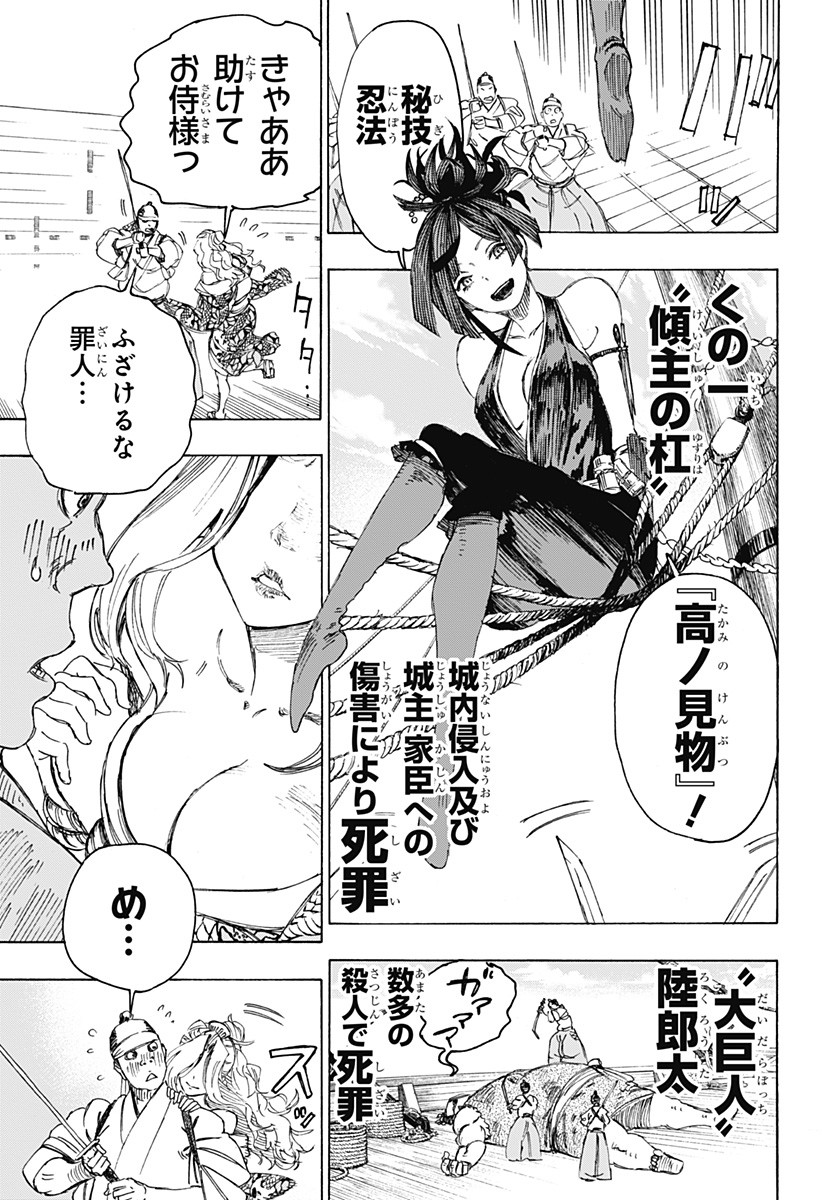 秘技
忍法
くの一
〝傾主の杠〟
『高ノ見物』!
城内侵入及び
城主家臣への
傷害により死罪
〝大巨人〟
陸郎太
数多の
殺人で死罪
ガアァァ
きゃああ
助けて
お侍様っ
タタ
ふざけるな
罪人…
め…
ズイ